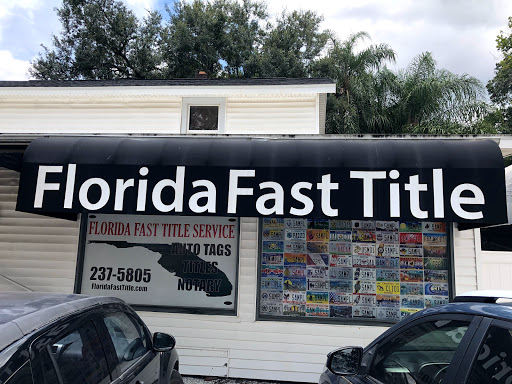 Florida Fast Title
FLORIDA FAST TITLE SERVICE
AUTO TAGS
TITLES
NOTARY
237-5805
FloridaFastTitle.com